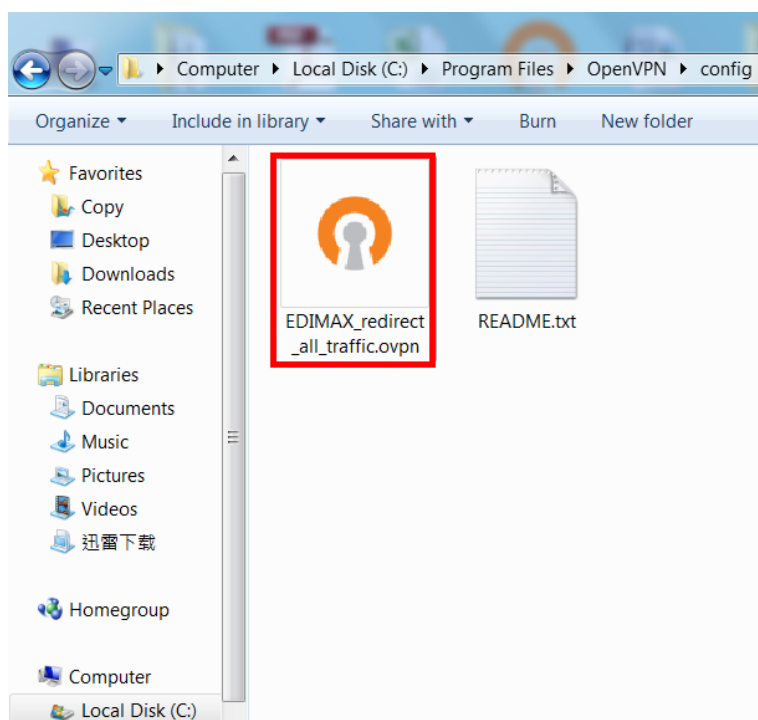 Computer Local Disk (C:) Program Files OpenVPN config
Organize Include in library Share with Burn New folder
Favorites
Copy
Desktop
Downloads
Recent Places
Libraries
Documents
Music
Pictures
Videos
迅雷下载
Homegroup
Computer
Local Disk (C:)
EDIMAX_redirect
_all_traffic.ovpn
README.txt